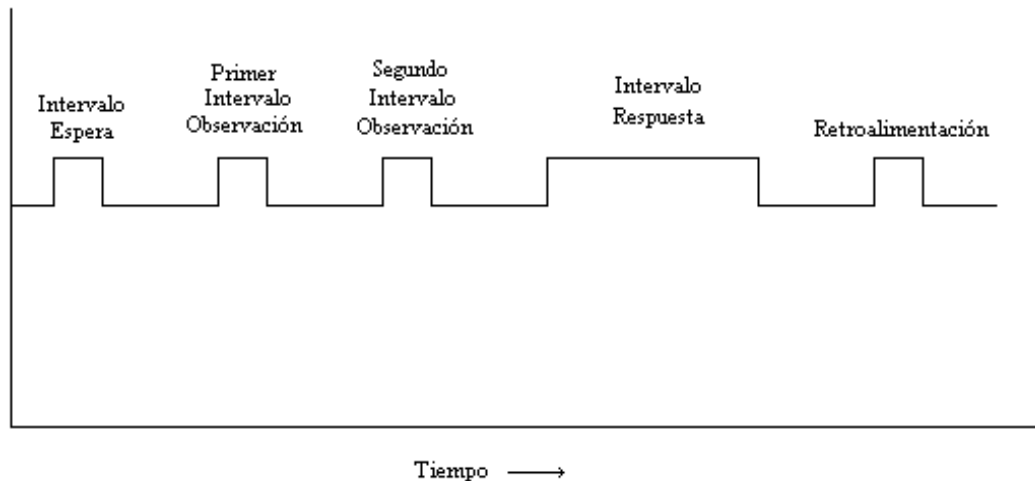 Intervalo
Espera
Primer
Intervalo
Observación
Segundo
Intervalo
Observación
Intervalo
Respuesta
Retroalimentación
Tiempo